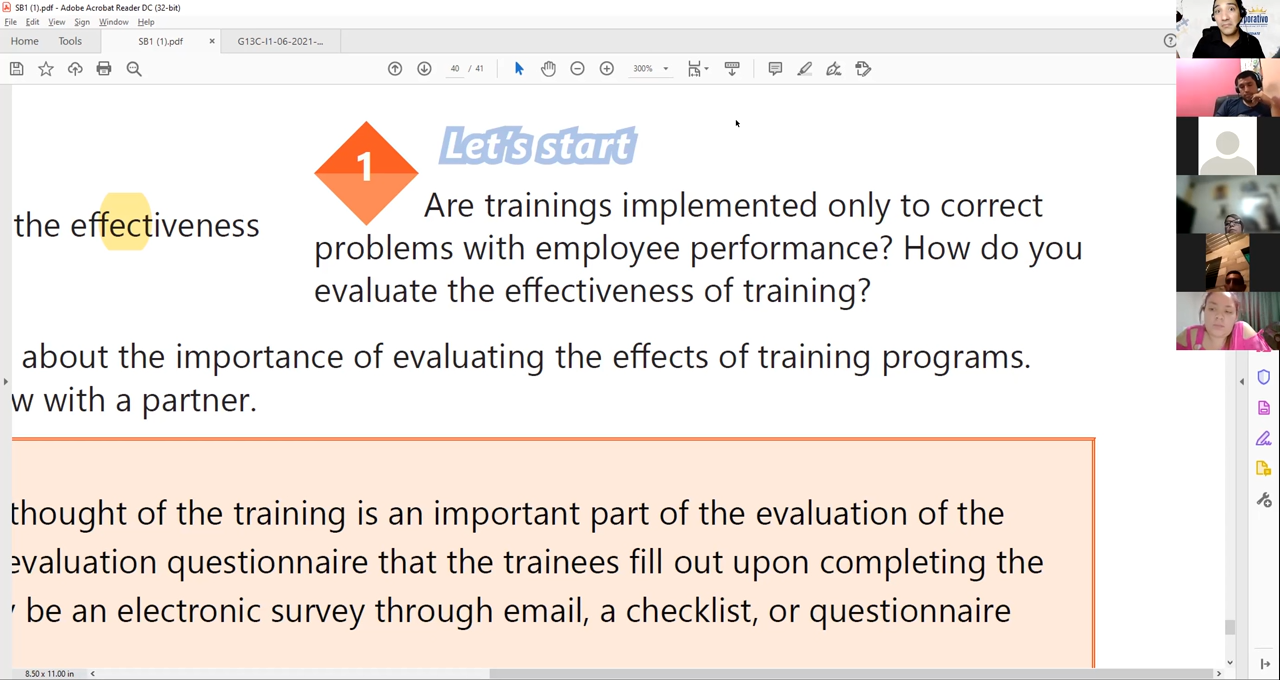 SB1 (1).pdf - Adobe Acrobat Reader DC (32-bit)
File Edit View Sign Window Help
Home Tools SB1 (1).pdf × G13C-I1-06-2021-...
40 / 41 300%
Let's start
1
Are trainings implemented only to correct
the effectiveness
problems with employee performance? How do you
evaluate the effectiveness of training?
about the importance of evaluating the effects of training programs.
w with a partner.
thought of the training is an important part of the evaluation of the
evaluation questionnaire that the trainees fill out upon completing the
be an electronic survey through email, a checklist, or questionnaire
8.50 x 11.00 in